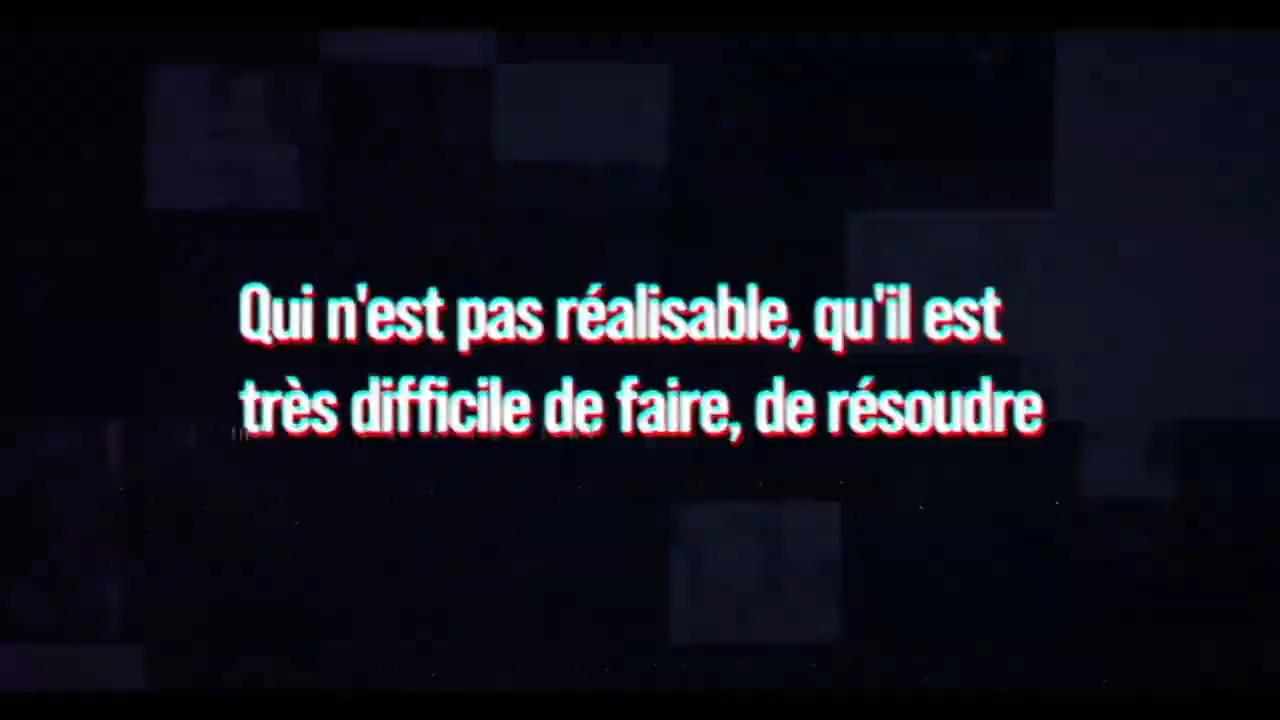 Qui n'est pas réalisable, qu'il est
très difficile de faire, de résoudre